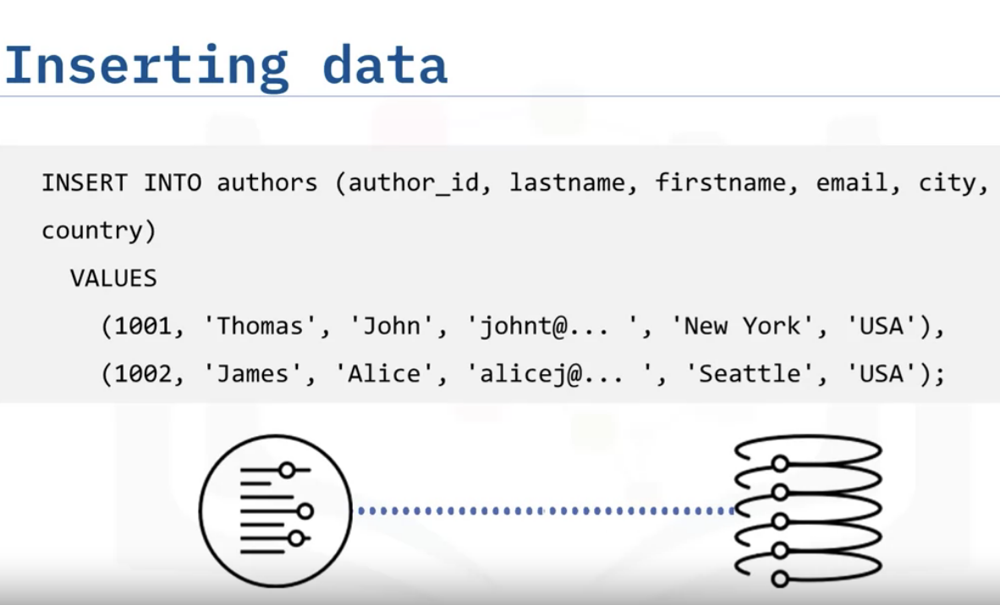 Inserting data
INSERT INTO authors (author_id, lastname, firstname, email, city,
country)
VALUES
(1001, 'Thomas', 'John', 'johnt@... ', 'New York', 'USA'),
(1002, 'James', 'Alice', 'alicej@... ', 'Seattle', 'USA');